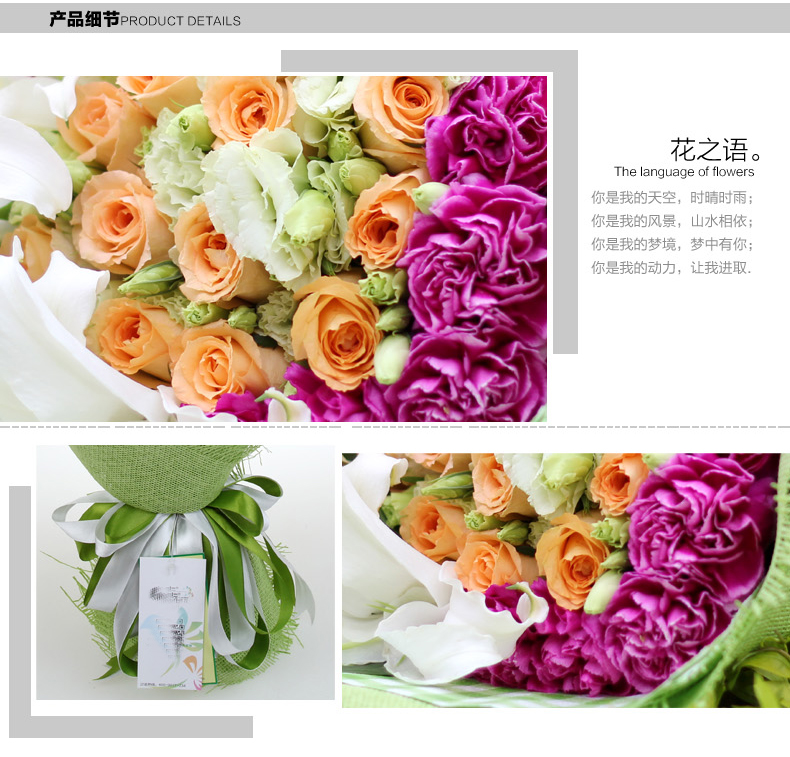 产品细节PRODUCT DETAILS
花之语。
The language of flowers
你是我的天空，时晴时雨；
你是我的风景，山水相依；
你是我的梦境，梦中有你；
你是我的动力，让我进取.